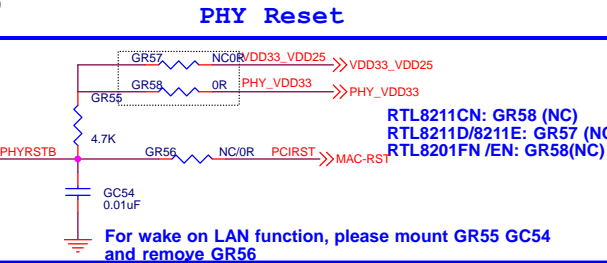 PHY Reset
GR57 NC0R VDD33_VDD25 VDD33_VDD25
GR58 0R PHY_VDD33 PHY_VDD33
GR55
RTL8211CN: GR58 (NC)
RTL8211D/8211E: GR57 (NC
4.7K
PHYRSTB GR56 NC/0R PCIRST MAC-RST RTL8201FN /EN: GR58(NC)
GC54
0.01uF
For wake on LAN function, please mount GR55 GC54
and remove GR56